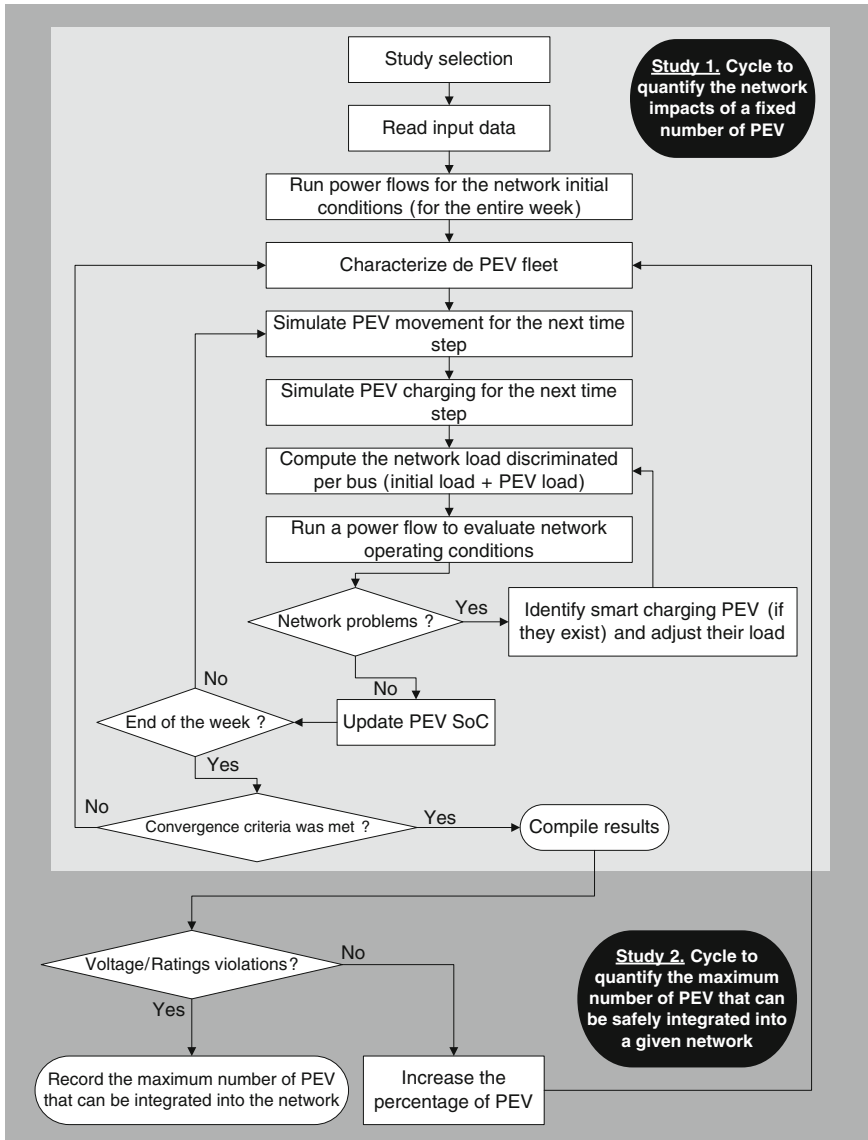 Study selection
Study 1. Cycle to
quantify the network
impacts of a fixed
number of PEV
Read input data
Run power flows for the network initial
conditions (for the entire week)
Characterize de PEV fleet
Simulate PEV movement for the next time
step
Simulate PEV charging for the next time
step
Compute the network load discriminated
per bus (initial load + PEV load)
Run a power flow to evaluate network
operating conditions
Network problems ?
Yes
Identify smart charging PEV (if
they exist) and adjust their load
No
Update PEV SoC
No
End of the week ?
Yes
No
Convergence criteria was met ?
Yes
Compile results
Voltage/Ratings violations?
No
Yes
Study 2. Cycle to
quantify the maximum
number of PEV that can
be safely integrated into
a given network
Record the maximum number of PEV
that can be integrated into the network
Increase the
percentage of PEV